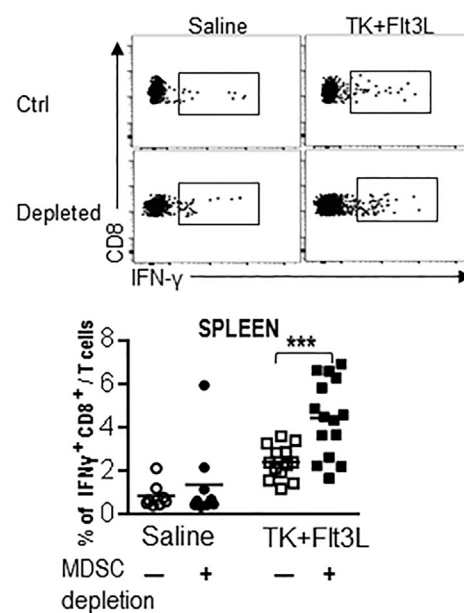 Saline TK+Flt3L
Ctrl
Depleted
CD8
IFN-γ
SPLEEN
***
% of IFNγ+ CD8+ / T cells
8
6
4
2
0
Saline TK+Flt3L
MDSC depletion — + — +